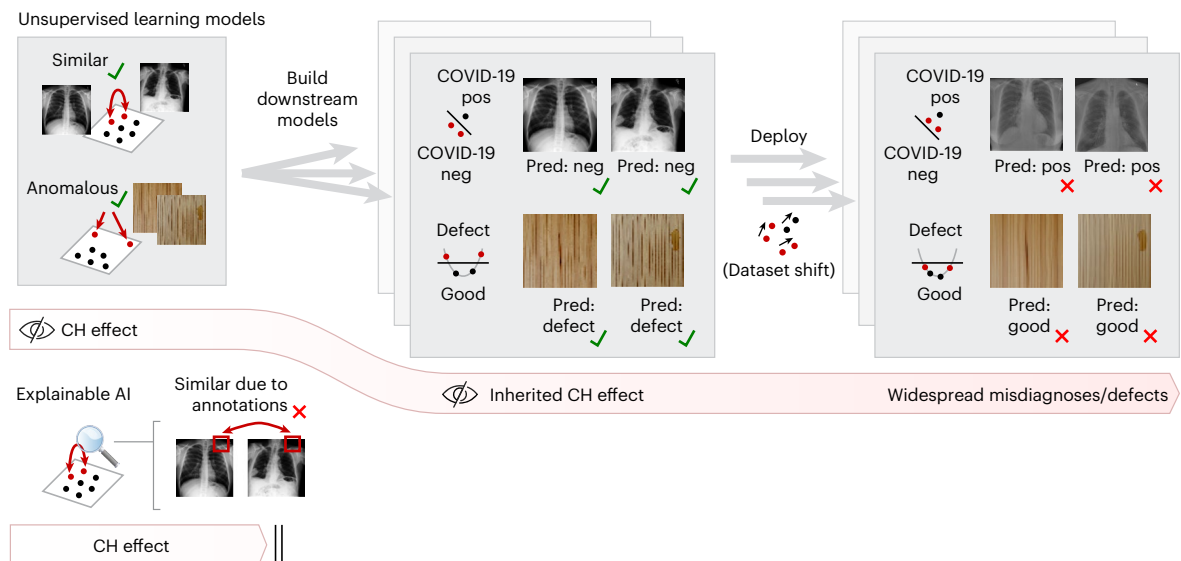 Unsupervised learning models
Similar
Anomalous
Build
downstream
models
COVID-19
pos
COVID-19
neg
Pred: neg
Pred: neg
Defect
Good
Pred:
defect
Pred:
defect
Deploy
(Dataset shift)
COVID-19
pos
COVID-19
neg
Pred: pos
Pred: pos
Defect
Good
Pred:
good
Pred:
good
CH effect
Inherited CH effect
Widespread misdiagnoses/defects
Explainable AI
Similar due to
annotations
CH effect